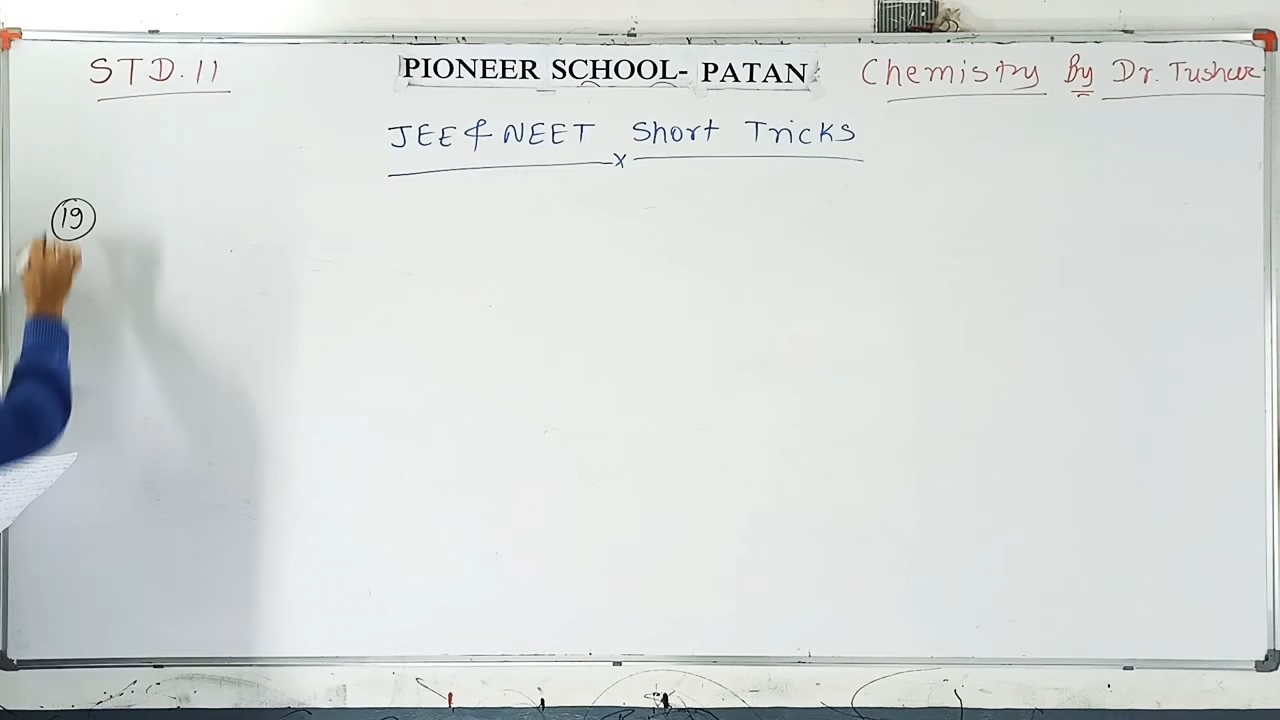 STD.11 PIONEER SCHOOL- PATAN Chemistry By Dr. Tushar
JEE & NEET Short Tricks
x
19